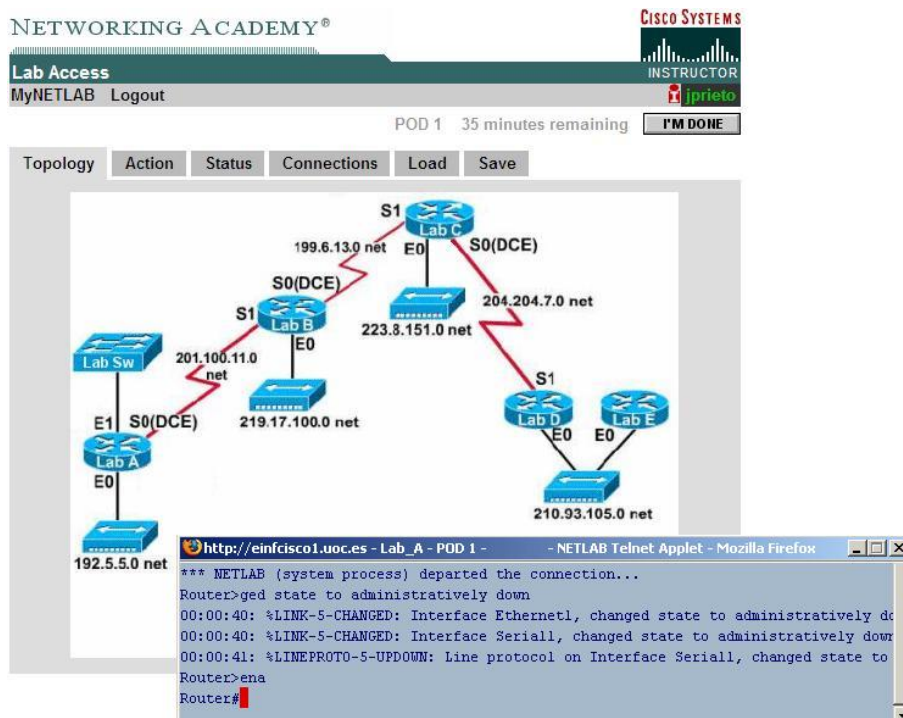 NETWORKING ACADEMY®
CISCO SYSTEMS
INSTRUCTOR
Lab Access
MyNETLAB Logout
jprieto
POD 1 35 minutes remaining I'M DONE
Topology Action Status Connections Load Save
S1
Lab C
199.6.13.0 net
E0
S0(DCE)
S0(DCE)
204.204.7.0 net
S1
Lab B
223.8.151.0 net
E0
Lab Sw
201.100.11.0
net
S1
E1
S0(DCE)
219.17.100.0 net
Lab D
Lab E
E0
E0
Lab A
E0
210.93.105.0 net
192.5.5.0 net
http://einfcisco1.uoc.es - Lab_A - POD 1 - - NETLAB Telnet Applet - Mozilla Firefox
*** NETLAB (system process) departed the connection...
Router>ged state to administratively down
00:00:40: %LINK-5-CHANGED: Interface Ethernet1, changed state to administratively do
00:00:40: %LINK-5-CHANGED: Interface Serial1, changed state to administratively down
00:00:41: %LINEPROTO-5-UPDOWN: Line protocol on Interface Serial1, changed state to
Router>ena
Router#